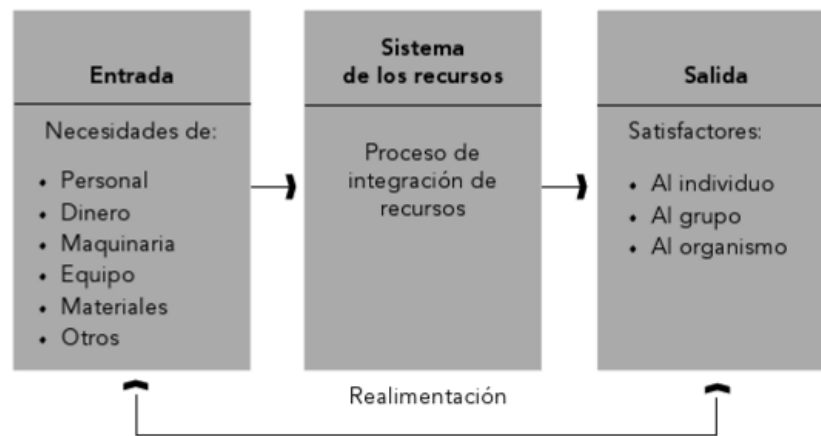 Entrada
Necesidades de:
• Personal
• Dinero
• Maquinaria
• Equipo
• Materiales
• Otros
Sistema
de los recursos
Proceso de
integración de
recursos
Salida
Satisfactores:
• Al individuo
• Al grupo
• Al organismo
Realimentación